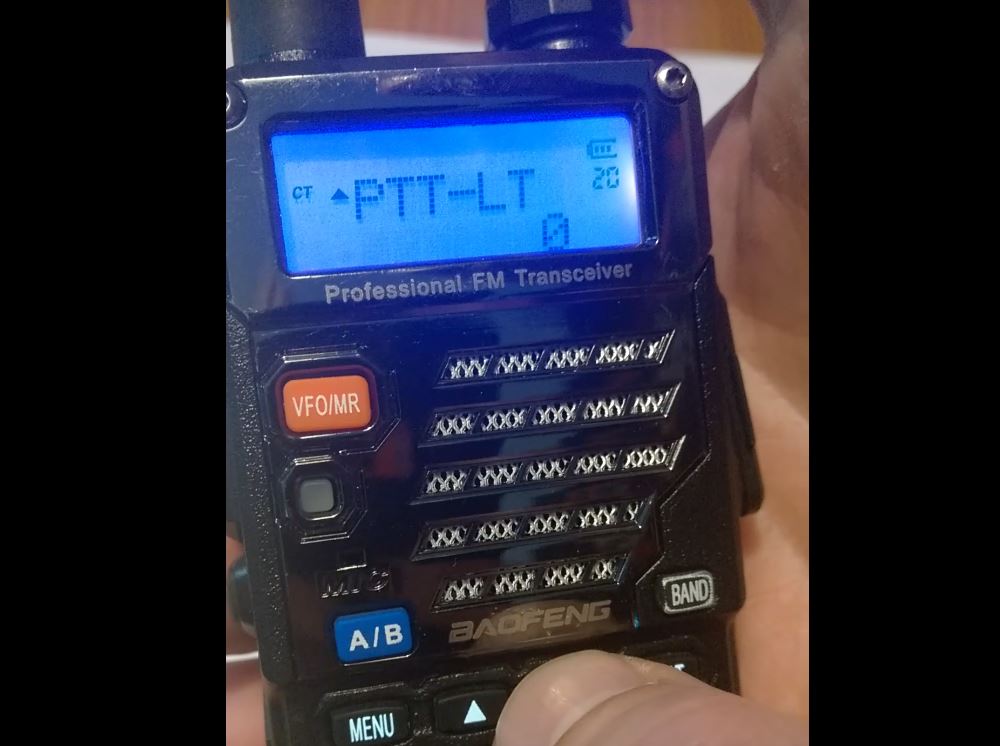 CT PTT-LT 20
0
Professional FM Transceiver
VFO/MR
MIC
BAOFENG
BAND
A/B
MENU